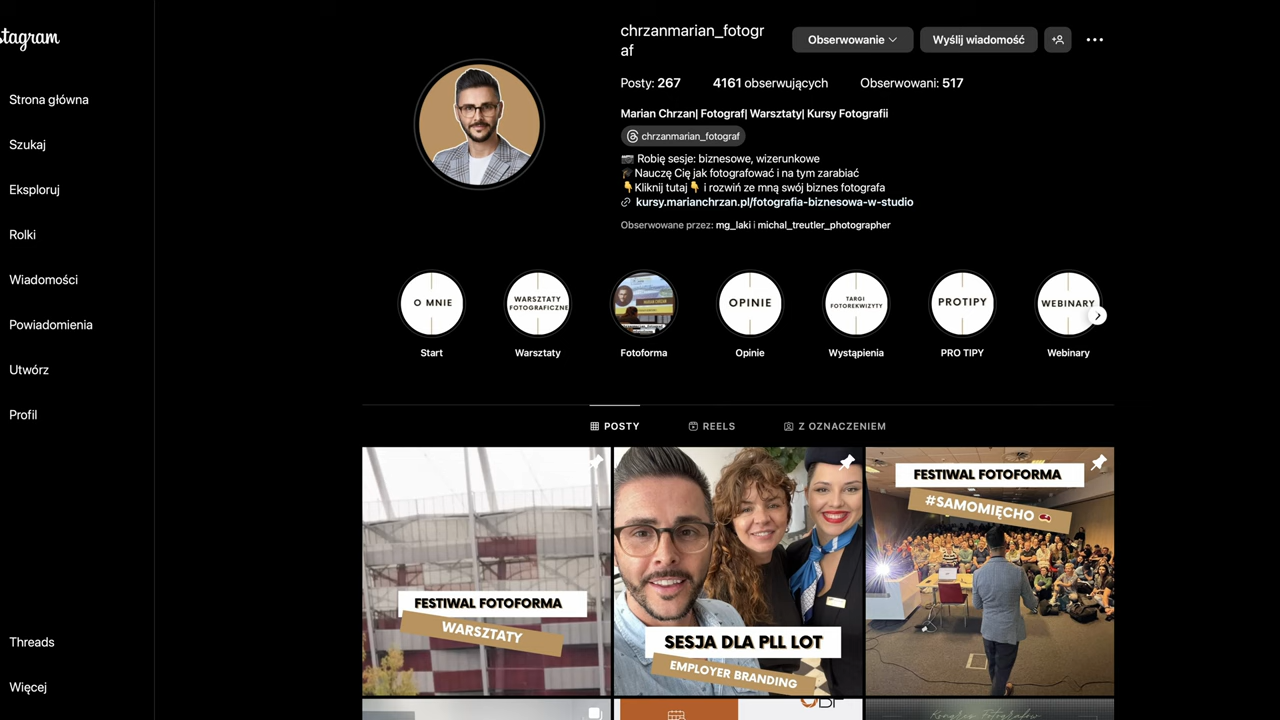 stagram
Strona główna
Szukaj
Eksploruj
Rolki
Wiadomości
Powiadomienia
Utwórz
Profil
Threads
Więcej
chrzanmarian_fotogr
af
Obserwowanie
Wyślij wiadomość
Posty: 267
4161 obserwujących
Obserwowani: 517
Marian Chrzan| Fotograf| Warsztaty| Kursy Fotografii
chrzanmarian_fotograf
📷 Robię sesje: biznesowe, wizerunkowe
🎓Nauczę Cię jak fotografować i na tym zarabiać
👇Kliknij tutaj👇 i rozwiń ze mną swój biznes fotografa
kursy.marianchrzan.pl/fotografia-biznesowa-w-studio
Obserwowane przez: mg_laki i michal_treutler_photographer
O MNIE
Start
WARSZTATY
FOTOGRAFICZNE
Warsztaty
Fotoforma
OPINIE
Opinie
TARGI
FOTOREKWIZYTY
Wystąpienia
PROTIPY
PRO TIPY
WEBINARY
Webinary
POSTY
REELS
Z OZNACZENIEM
FESTIWAL FOTOFORMA
WARSZTATY
SESJA DLA PLL LOT
EMPLOYER BRANDING
FESTIWAL FOTOFORMA
#SAMOMIĘCHO 🥩
Kongres Fotografów